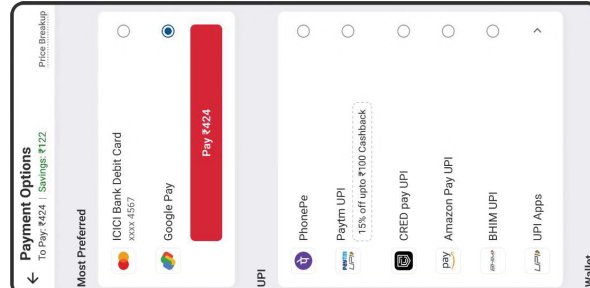 Payment Options
To Pay: ₹424 | Savings: ₹122
Price Breakup
Most Preferred
ICICI Bank Debit Card
xxxx 4567
Google Pay
Pay ₹424
UPI
PhonePe
Paytm UPI
15% off upto ₹100 Cashback
CRED pay UPI
pay
Amazon Pay UPI
BHIM UPI
UPI Apps
Wallet